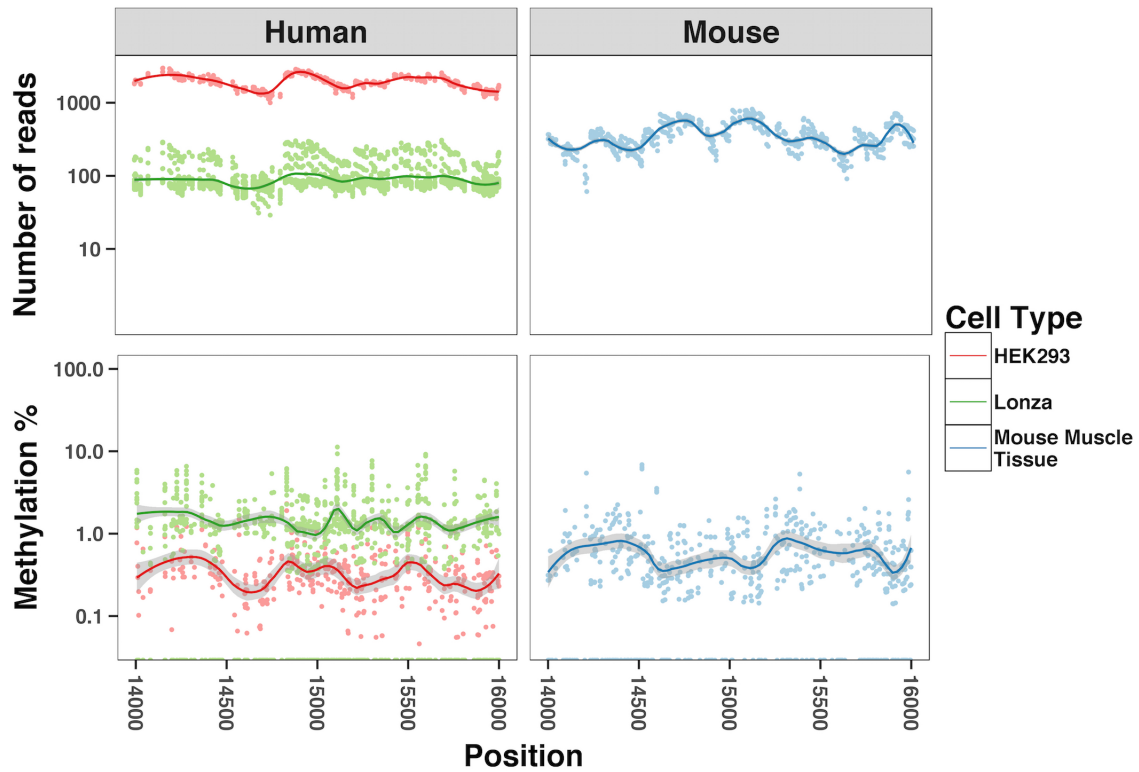 Human
Mouse
Number of reads
1000
100
10
Methylation %
100.0
10.0
1.0
0.1
14000
14500
15000
15500
16000
14000
14500
15000
15500
16000
Position
Cell Type
HEK293
Lonza
Mouse Muscle
Tissue